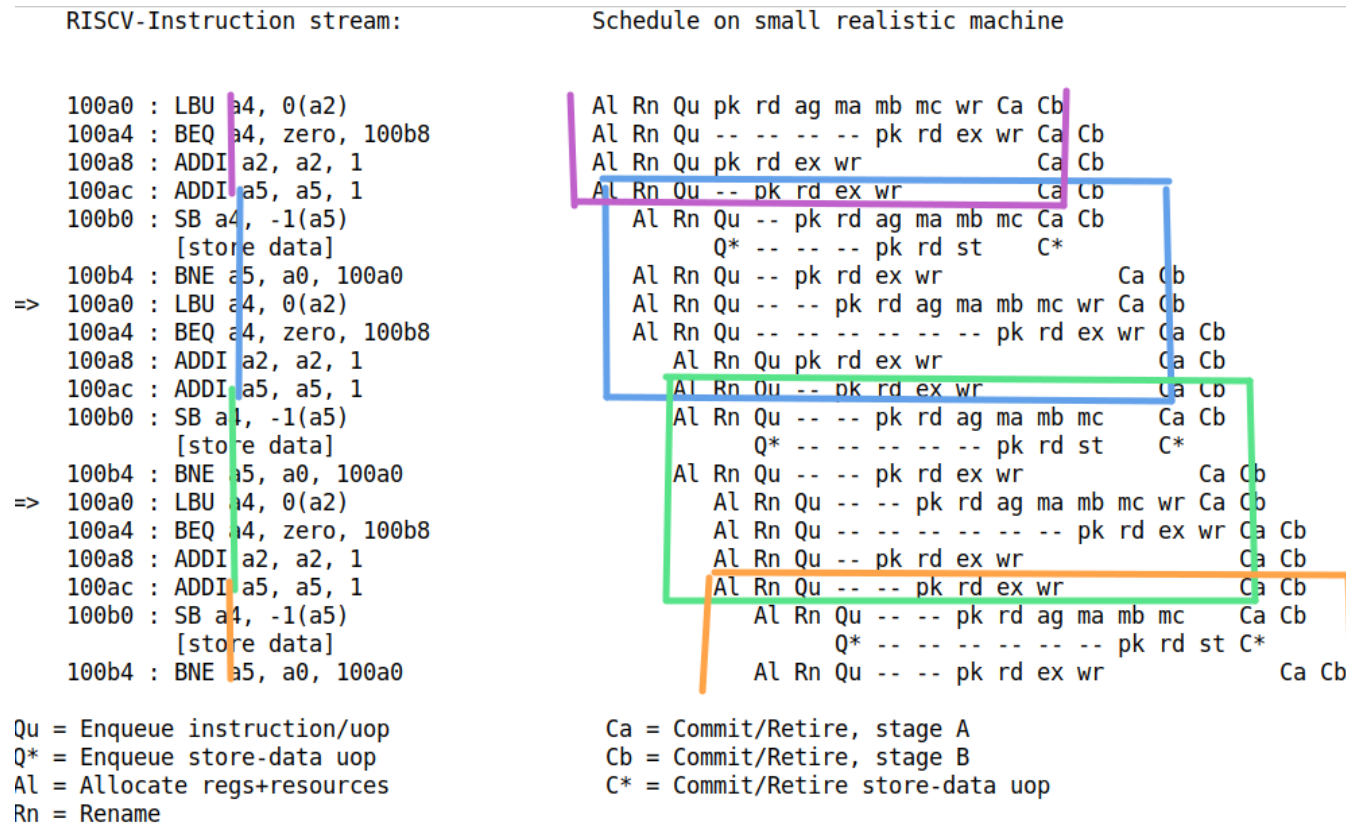 RISCV-Instruction stream: Schedule on small realistic machine
100a0 : LBU a4, 0(a2) Al Rn Qu pk rd ag ma mb mc wr Ca Cb
100a4 : BEQ a4, zero, 100b8 Al Rn Qu -- -- -- -- pk rd ex wr Ca Cb
100a8 : ADDI a2, a2, 1 Al Rn Qu pk rd ex wr Ca Cb
100ac : ADDI a5, a5, 1 Al Rn Qu -- pk rd ex wr Ca Cb
100b0 : SB a4, -1(a5) Al Rn Qu -- pk rd ag ma mb mc Ca Cb
[store data] Q* -- -- -- pk rd st C*
100b4 : BNE a5, a0, 100a0 Al Rn Qu -- pk rd ex wr Ca Cb
=> 100a0 : LBU a4, 0(a2) Al Rn Qu -- -- pk rd ag ma mb mc wr Ca Cb
100a4 : BEQ a4, zero, 100b8 Al Rn Qu -- -- -- -- -- -- pk rd ex wr Ca Cb
100a8 : ADDI a2, a2, 1 Al Rn Qu pk rd ex wr Ca Cb
100ac : ADDI a5, a5, 1 Al Rn Qu -- pk rd ex wr Ca Cb
100b0 : SB a4, -1(a5) Al Rn Qu -- -- pk rd ag ma mb mc Ca Cb
[store data] Q* -- -- -- -- -- pk rd st C*
100b4 : BNE a5, a0, 100a0 Al Rn Qu -- -- pk rd ex wr Ca Cb
=> 100a0 : LBU a4, 0(a2) Al Rn Qu -- -- pk rd ag ma mb mc wr Ca Cb
100a4 : BEQ a4, zero, 100b8 Al Rn Qu -- -- -- -- -- -- pk rd ex wr Ca Cb
100a8 : ADDI a2, a2, 1 Al Rn Qu -- pk rd ex wr Ca Cb
100ac : ADDI a5, a5, 1 Al Rn Qu -- -- pk rd ex wr Ca Cb
100b0 : SB a4, -1(a5) Al Rn Qu -- -- pk rd ag ma mb mc Ca Cb
[store data] Q* -- -- -- -- -- -- pk rd st C*
100b4 : BNE a5, a0, 100a0 Al Rn Qu -- -- pk rd ex wr Ca Cb
Qu = Enqueue instruction/uop Ca = Commit/Retire, stage A
Q* = Enqueue store-data uop Cb = Commit/Retire, stage B
Al = Allocate regs+resources C* = Commit/Retire store-data uop
Rn = Rename